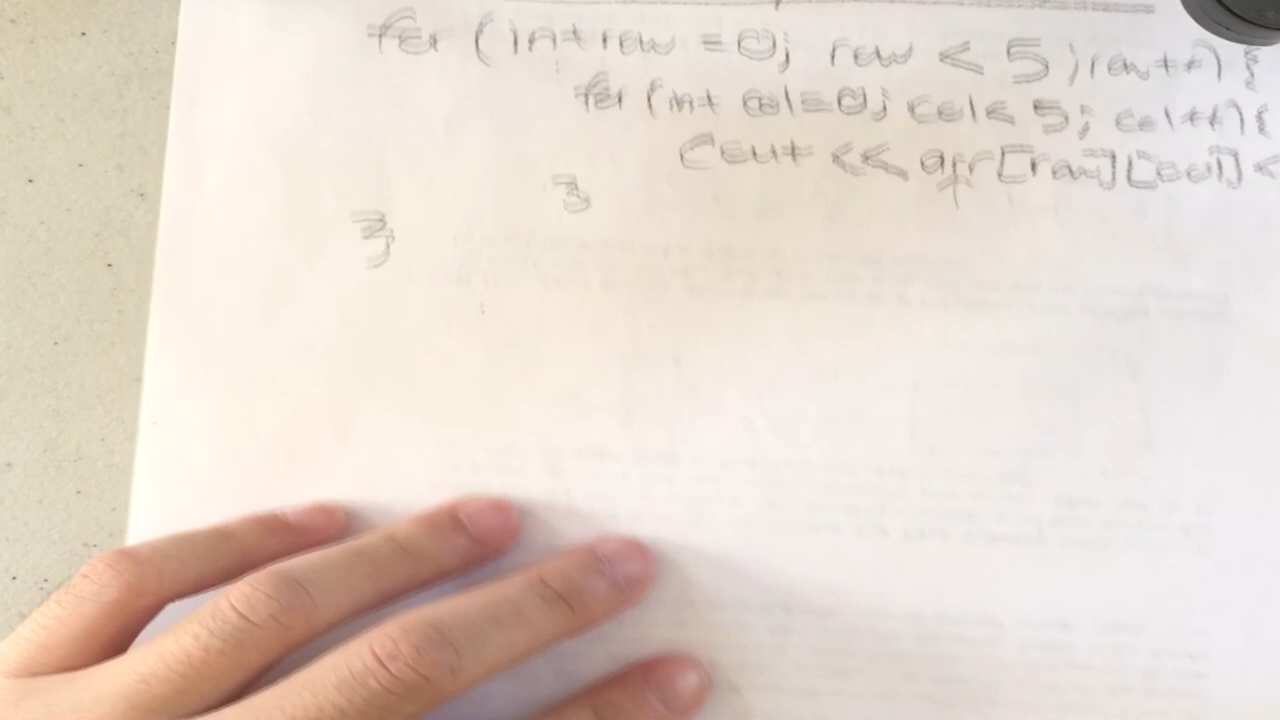 for (int row = 0; row < 5; row++) {
for (int col = 0; col < 5; col++) {
cout << arr[row][col] <
}
}